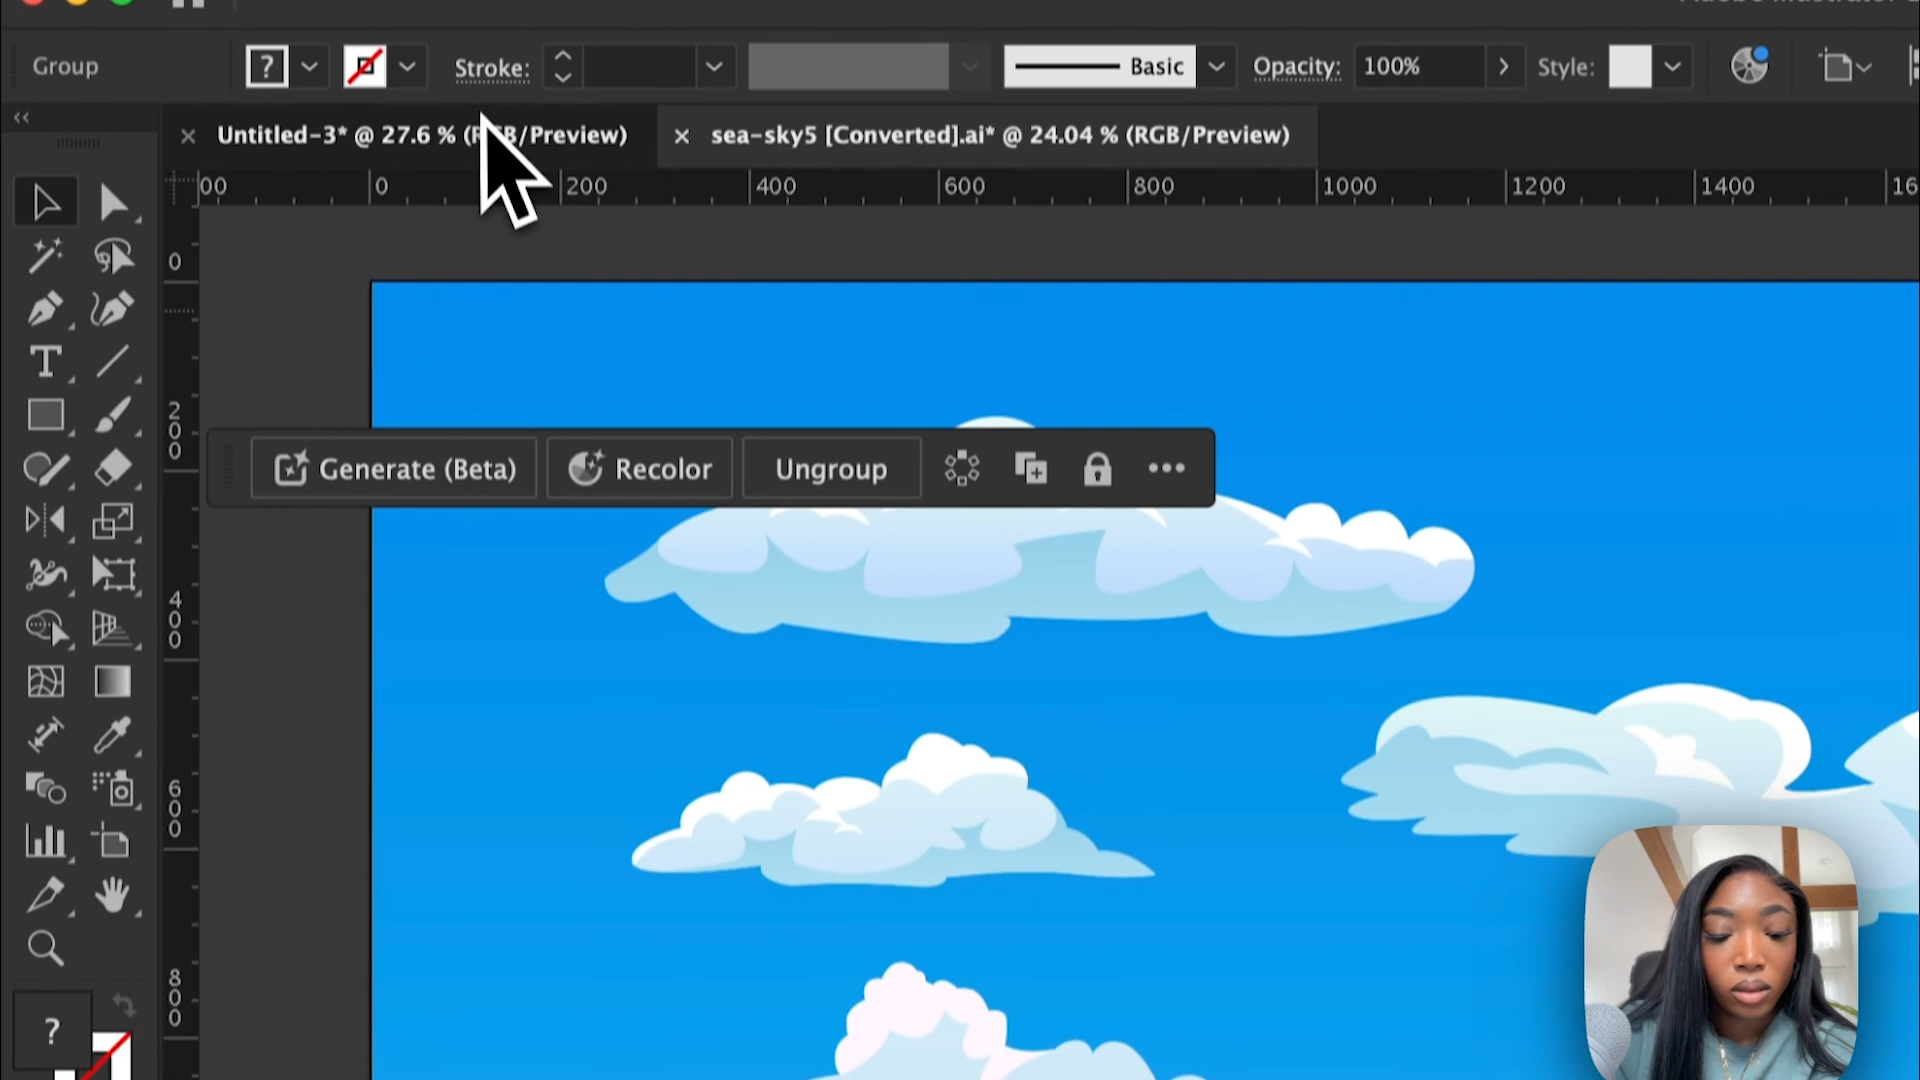 Group
?
Stroke:
Basic
Opacity:
100%
Style:
Untitled-3* @ 27.6 % (RGB/Preview)
sea-sky5 [Converted].ai* @ 24.04 % (RGB/Preview)
00 0 200 400 600 800 1000 1200 1400 16
0
200
400
600
800
T
Generate (Beta)
Recolor
Ungroup
?